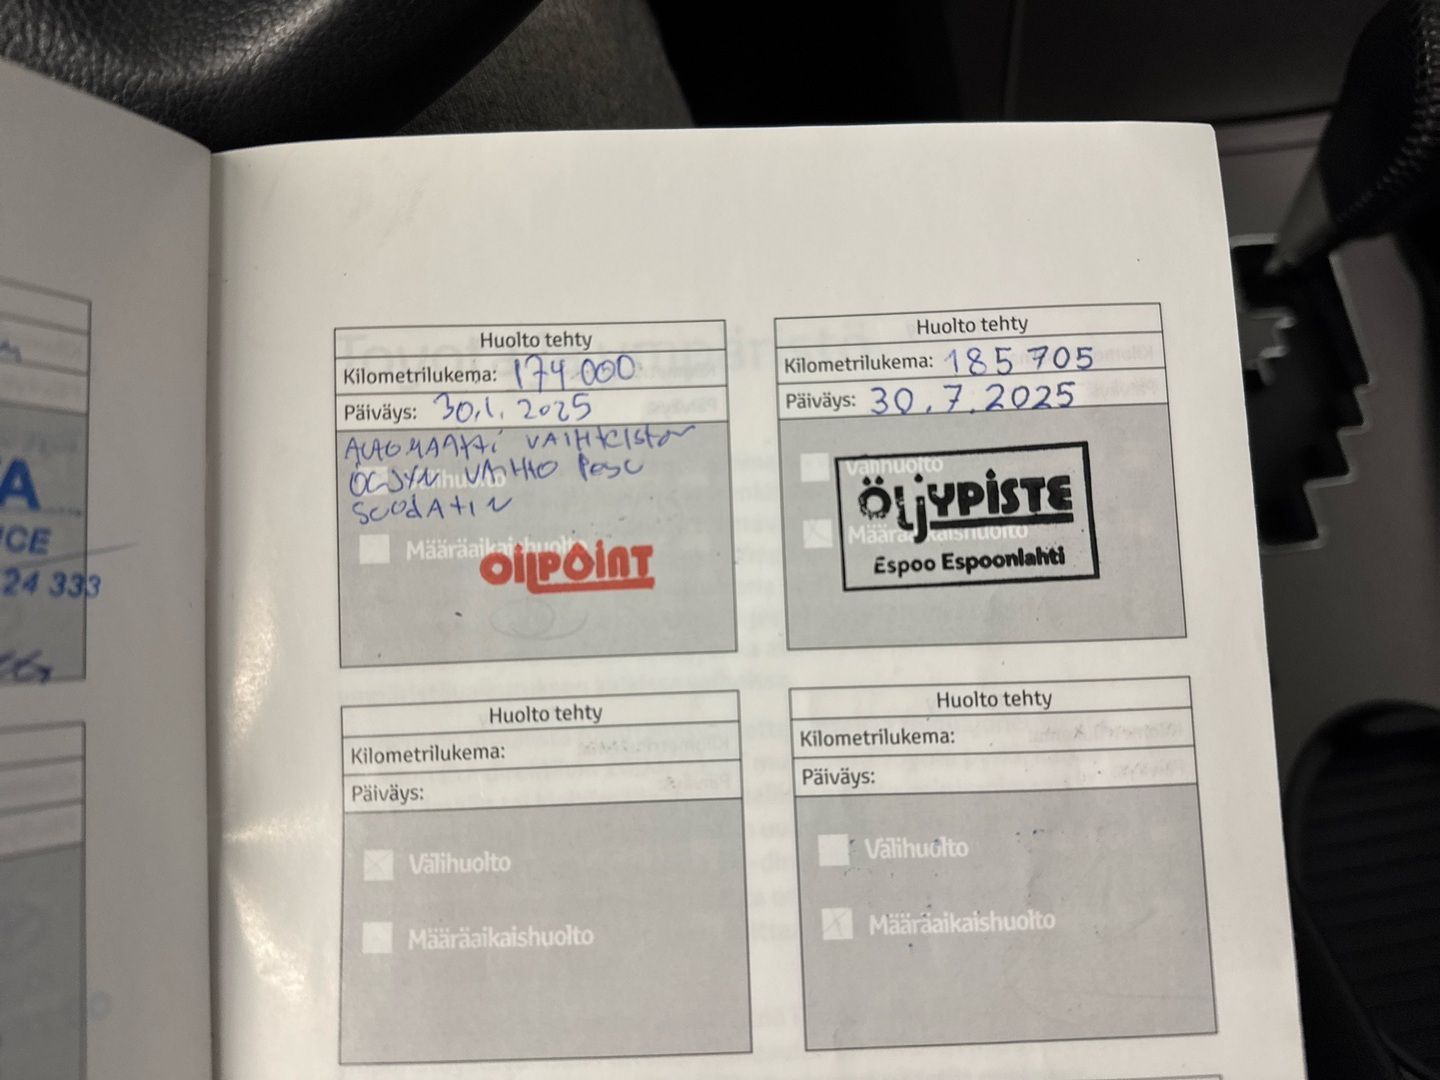 A
CE
24 333
Huolto tehty
Kilometrilukema: 174 000
Päiväys: 30.1. 2025
AUTOMAATTI VAIHTEISTON
ÖLJYN VAIHTO PESU
SUODATIN
Välihuolto
Määräaikaishuolto
OILPOINT
Huolto tehty
Kilometrilukema: 185 705
Päiväys: 30.7.2025
Välihuolto
ÖLJYPISTE
Määräaikaishuolto
Espoo Espoonlahti
Huolto tehty
Kilometrilukema:
Päiväys:
Välihuolto
Määräaikaishuolto
Huolto tehty
Kilometrilukema:
Päiväys:
Välihuolto
Määräaikaishuolto